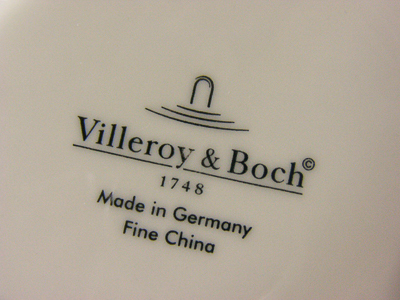 Villeroy & Boch©
1748
Made in Germany
Fine China